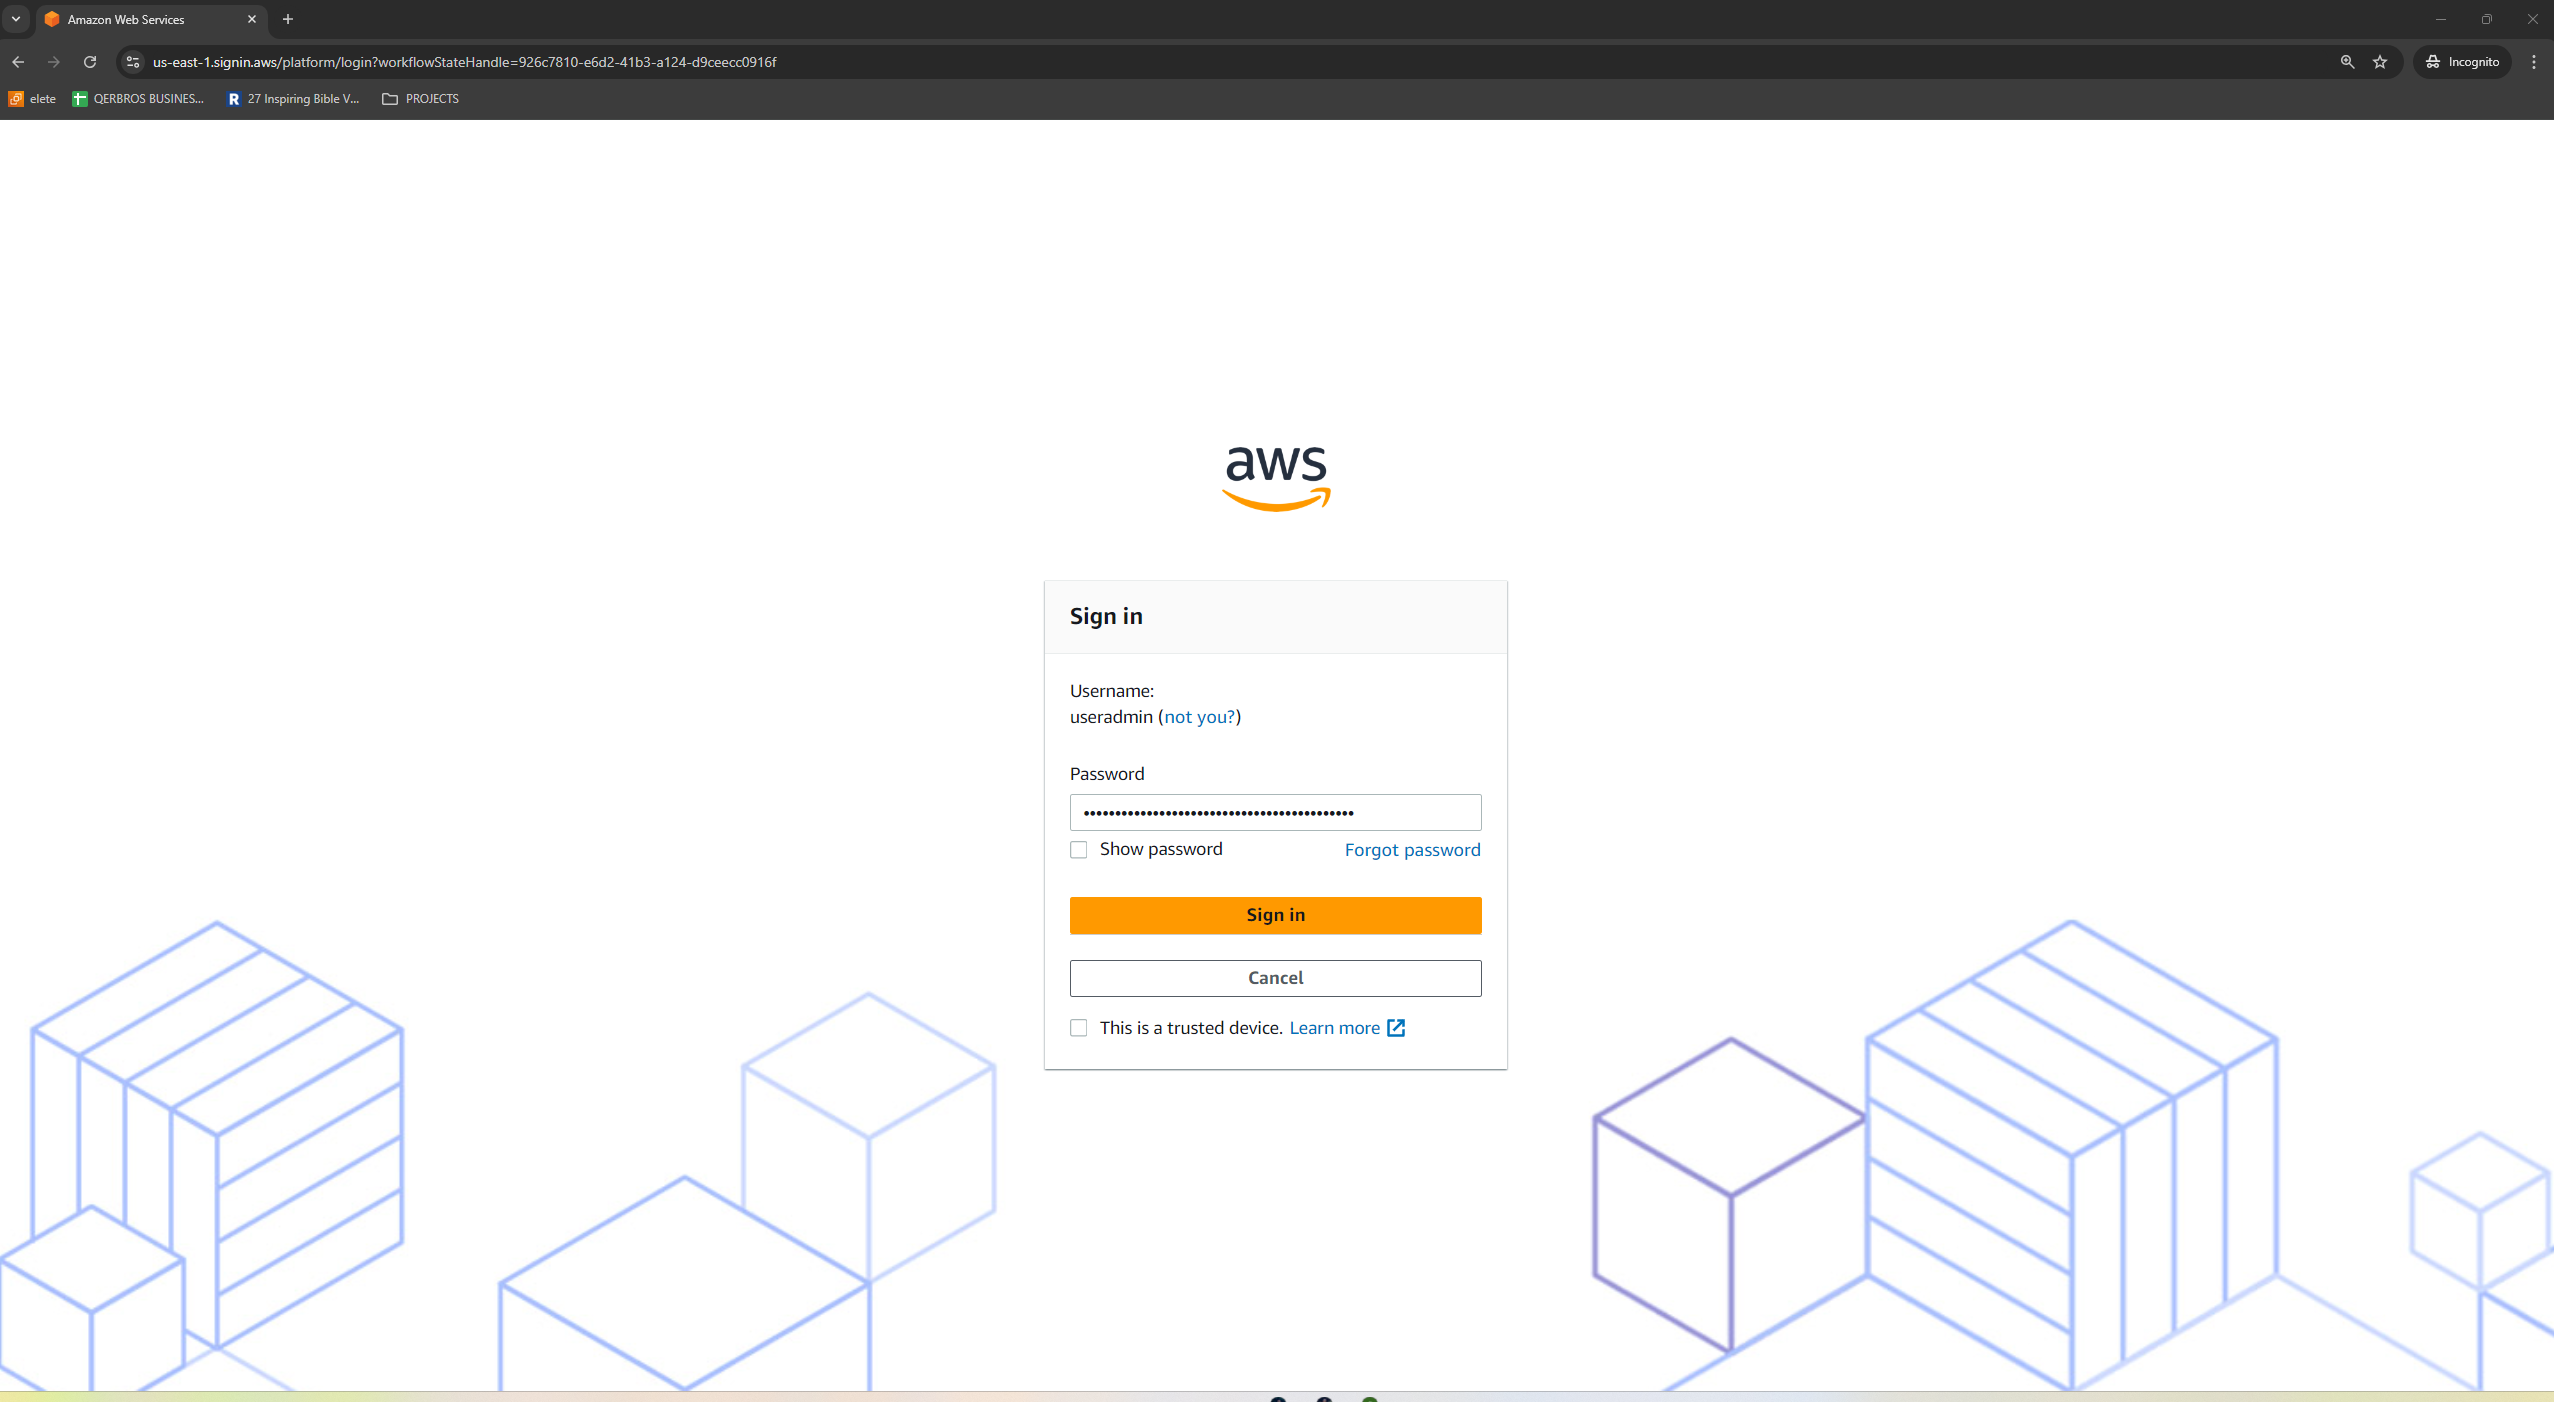 Amazon Web Services
us-east-1.signin.aws/platform/login?workflowStateHandle=926c7810-e6d2-41b3-a124-d9ceecc0916f
Incognito
elete
QERBROS BUSINES...
R 27 Inspiring Bible V...
PROJECTS
aws
Sign in
Username:
useradmin (not you?)
Password
•••••••••••••••••••••••••••••••••••••••••••
Show password
Forgot password
Sign in
Cancel
This is a trusted device. Learn more